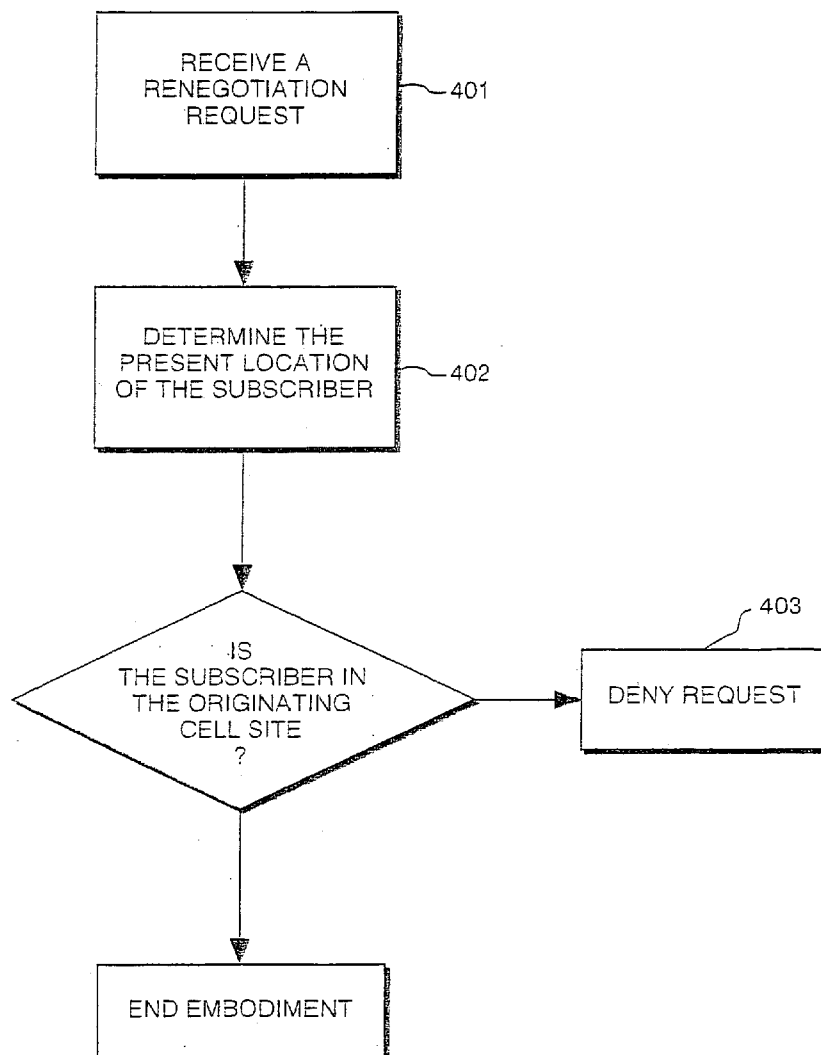 RECEIVE A
RENEGOTIATION
REQUEST
401
DETERMINE THE
PRESENT LOCATION
OF THE SUBSCRIBER
402
IS
THE SUBSCRIBER IN
THE ORIGINATING
CELL SITE
?
403
DENY REQUEST
END EMBODIMENT